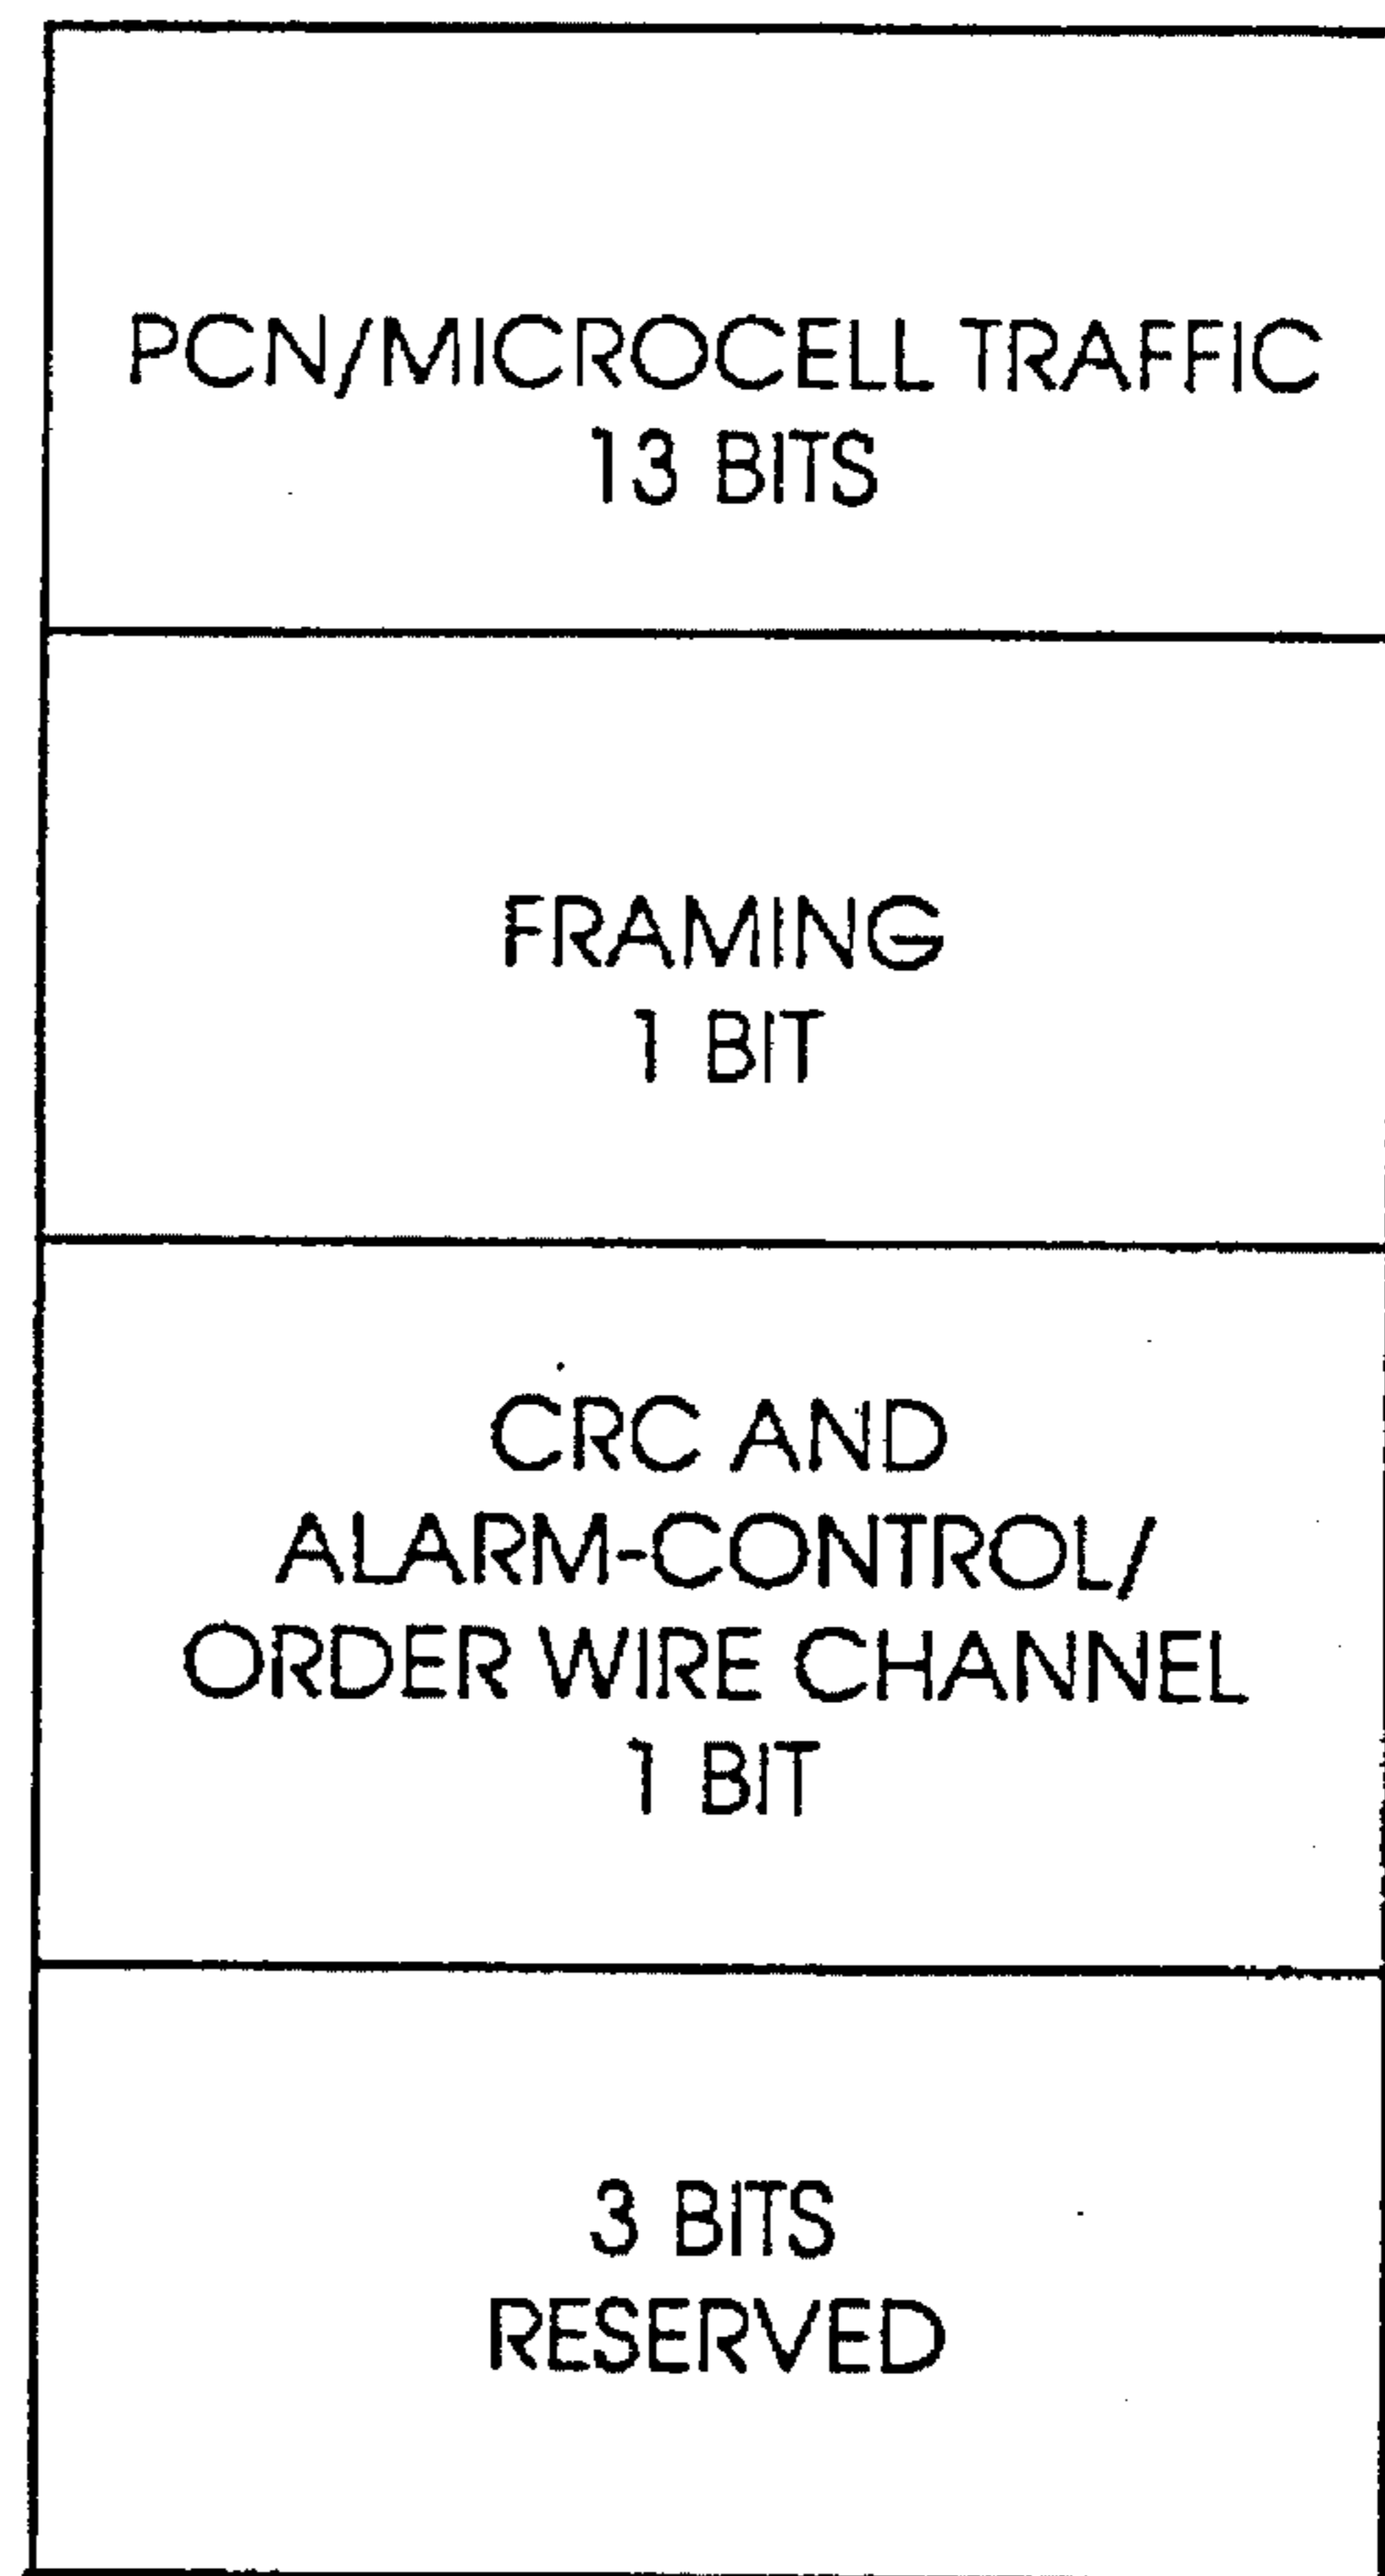 PCN/MICROCELL TRAFFIC
13 BITS
FRAMING
1 BIT
CRC AND
ALARM-CONTROL/
ORDER WIRE CHANNEL
1 BIT
3 BITS
RESERVED